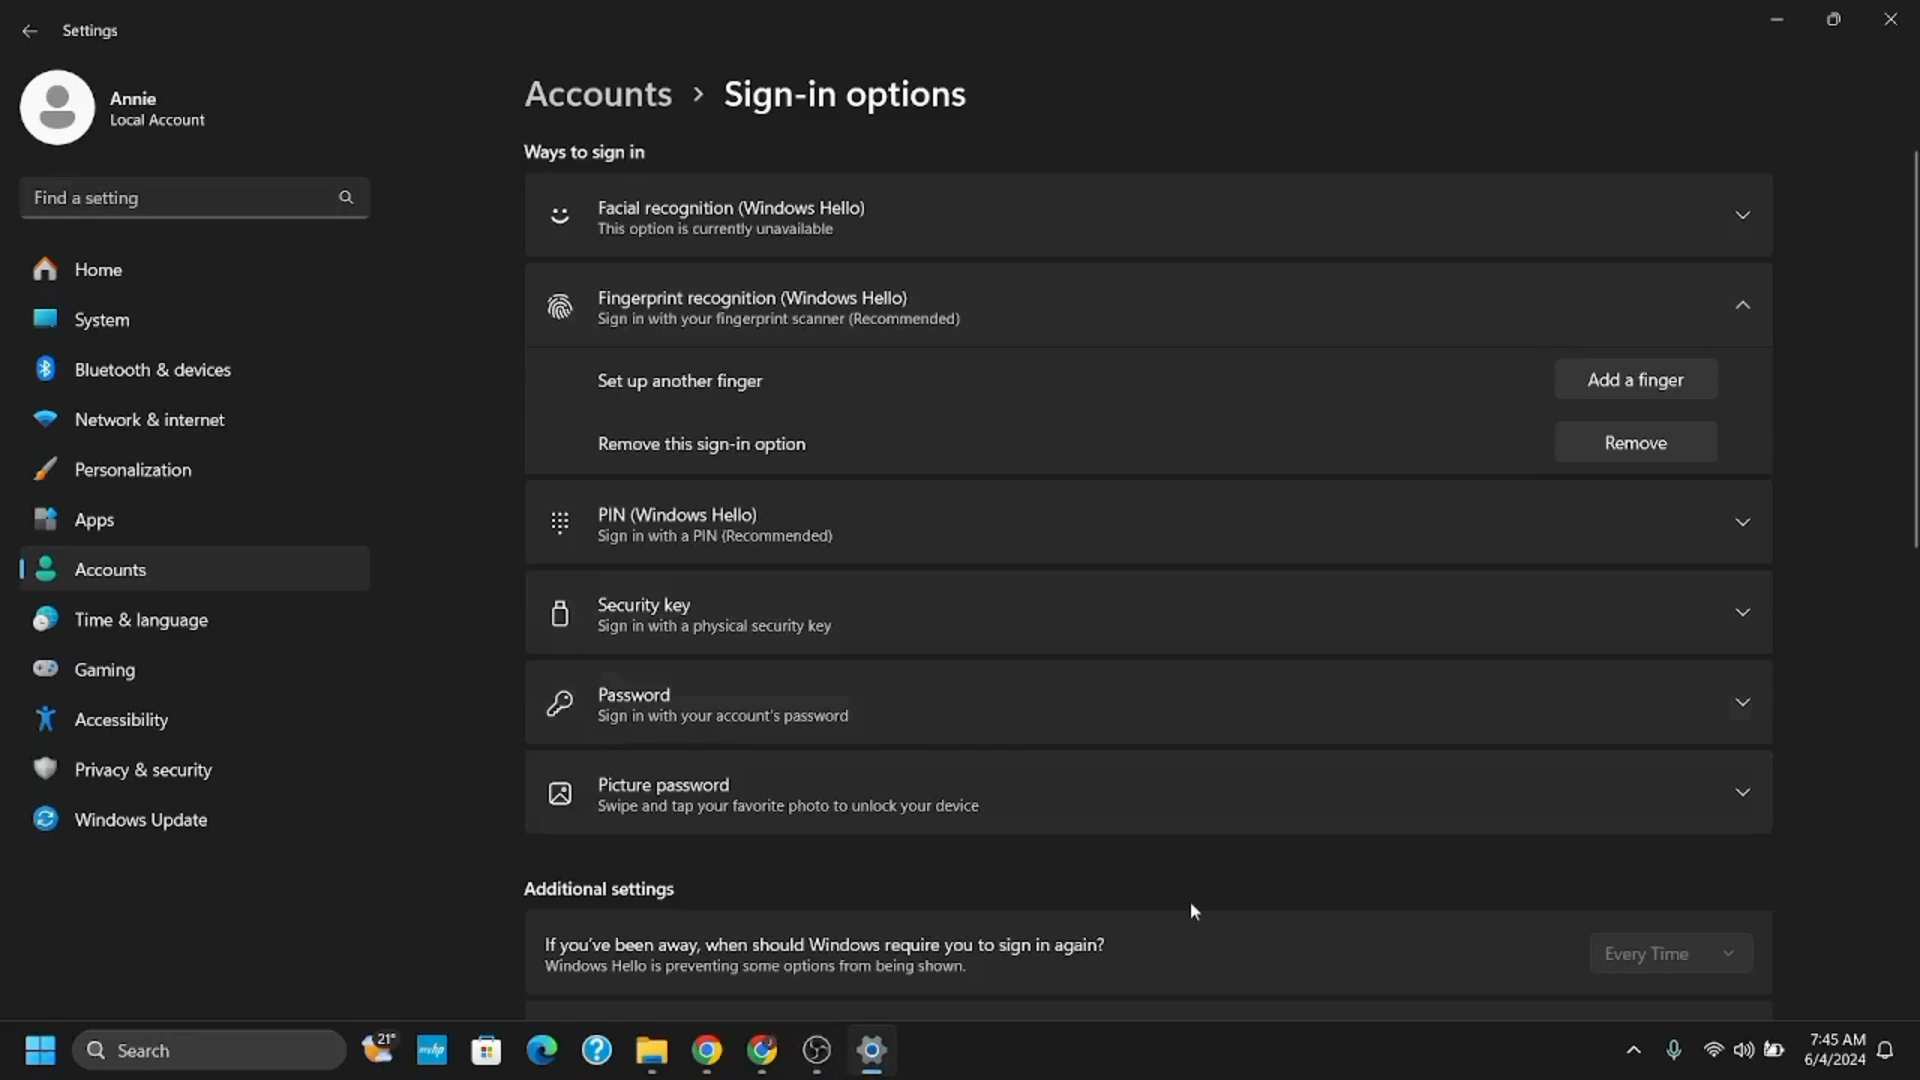 Settings
Annie
Local Account
Find a setting
Home
System
Bluetooth & devices
Network & internet
Personalization
Apps
Accounts
Time & language
Gaming
Accessibility
Privacy & security
Windows Update
Accounts > Sign-in options
Ways to sign in
Facial recognition (Windows Hello)
This option is currently unavailable
Fingerprint recognition (Windows Hello)
Sign in with your fingerprint scanner (Recommended)
Set up another finger
Add a finger
Remove this sign-in option
Remove
PIN (Windows Hello)
Sign in with a PIN (Recommended)
Security key
Sign in with a physical security key
Password
Sign in with your account's password
Picture password
Swipe and tap your favorite photo to unlock your device
Additional settings
If you've been away, when should Windows require you to sign in again?
Windows Hello is preventing some options from being shown.
Every Time
Search
21°
myhp
7:45 AM
6/4/2024